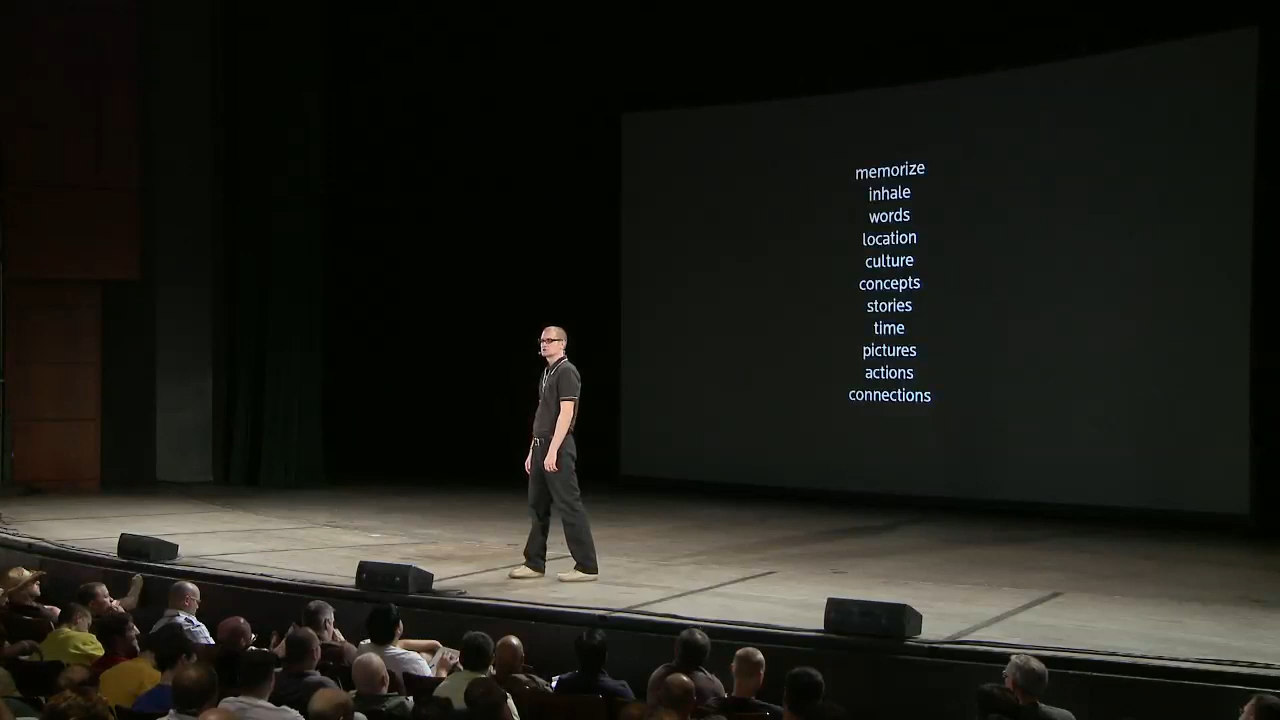 memorize
inhale
words
location
culture
concepts
stories
time
pictures
actions
connections